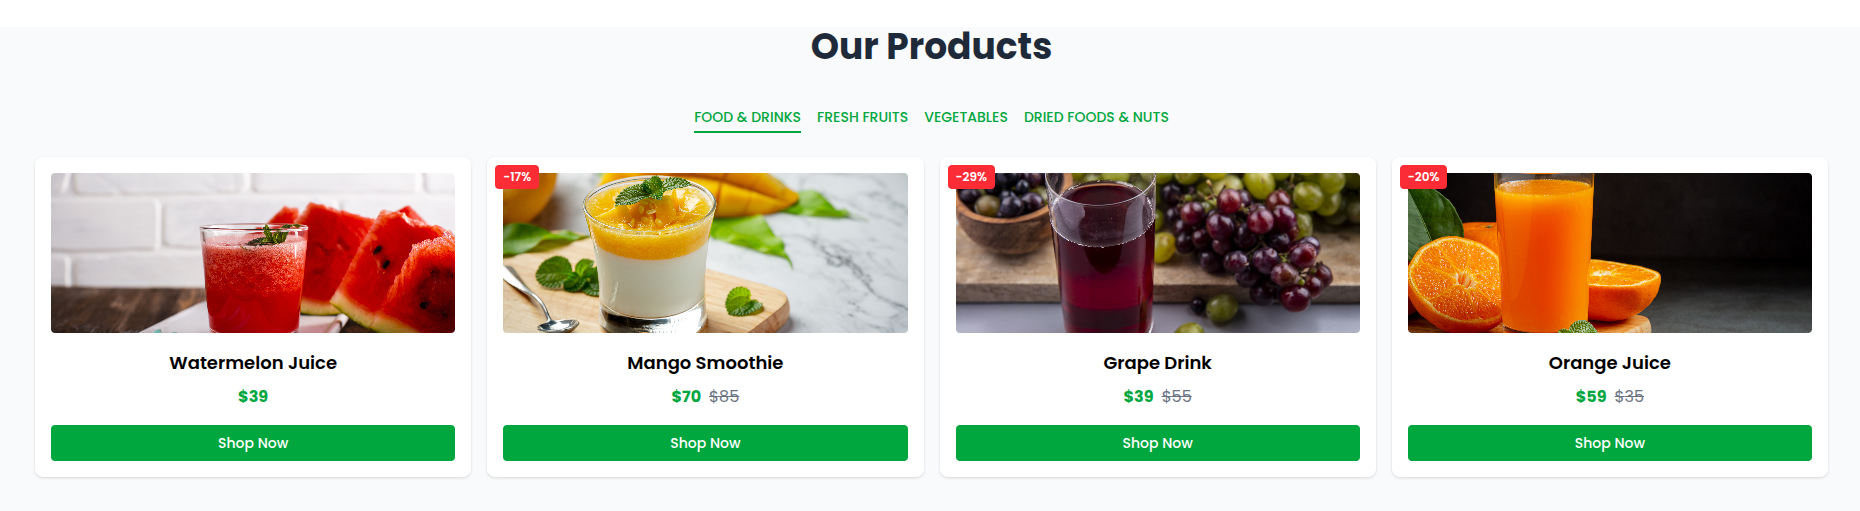 Our Products
FOOD & DRINKS FRESH FRUITS VEGETABLES DRIED FOODS & NUTS
-17% -29% -20%
Watermelon Juice Mango Smoothie Grape Drink Orange Juice
$39 $70 $85 $39 $55 $59 $35
Shop Now Shop Now Shop Now Shop Now